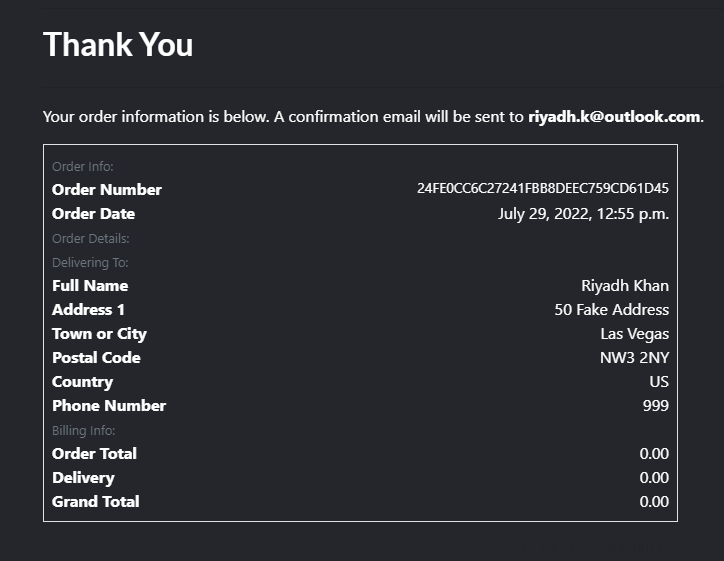 Thank You
Your order information is below. A confirmation email will be sent to riyadh.k@outlook.com.
Order Info:
Order Number 24FE0CC6C27241FBB8DEEC759CD61D45
Order Date July 29, 2022, 12:55 p.m.
Order Details:
Delivering To:
Full Name Riyadh Khan
Address 1 50 Fake Address
Town or City Las Vegas
Postal Code NW3 2NY
Country US
Phone Number 999
Billing Info:
Order Total 0.00
Delivery 0.00
Grand Total 0.00